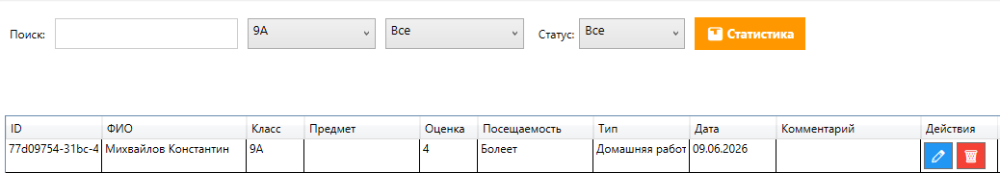 Поиск: 9А Все Статус: Все Статистика
ID ФИО Класс Предмет Оценка Посещаемость Тип Дата Комментарий Действия
77d09754-31bc-4 Михвайлов Константин 9А 4 Болеет Домашняя работ 09.06.2026